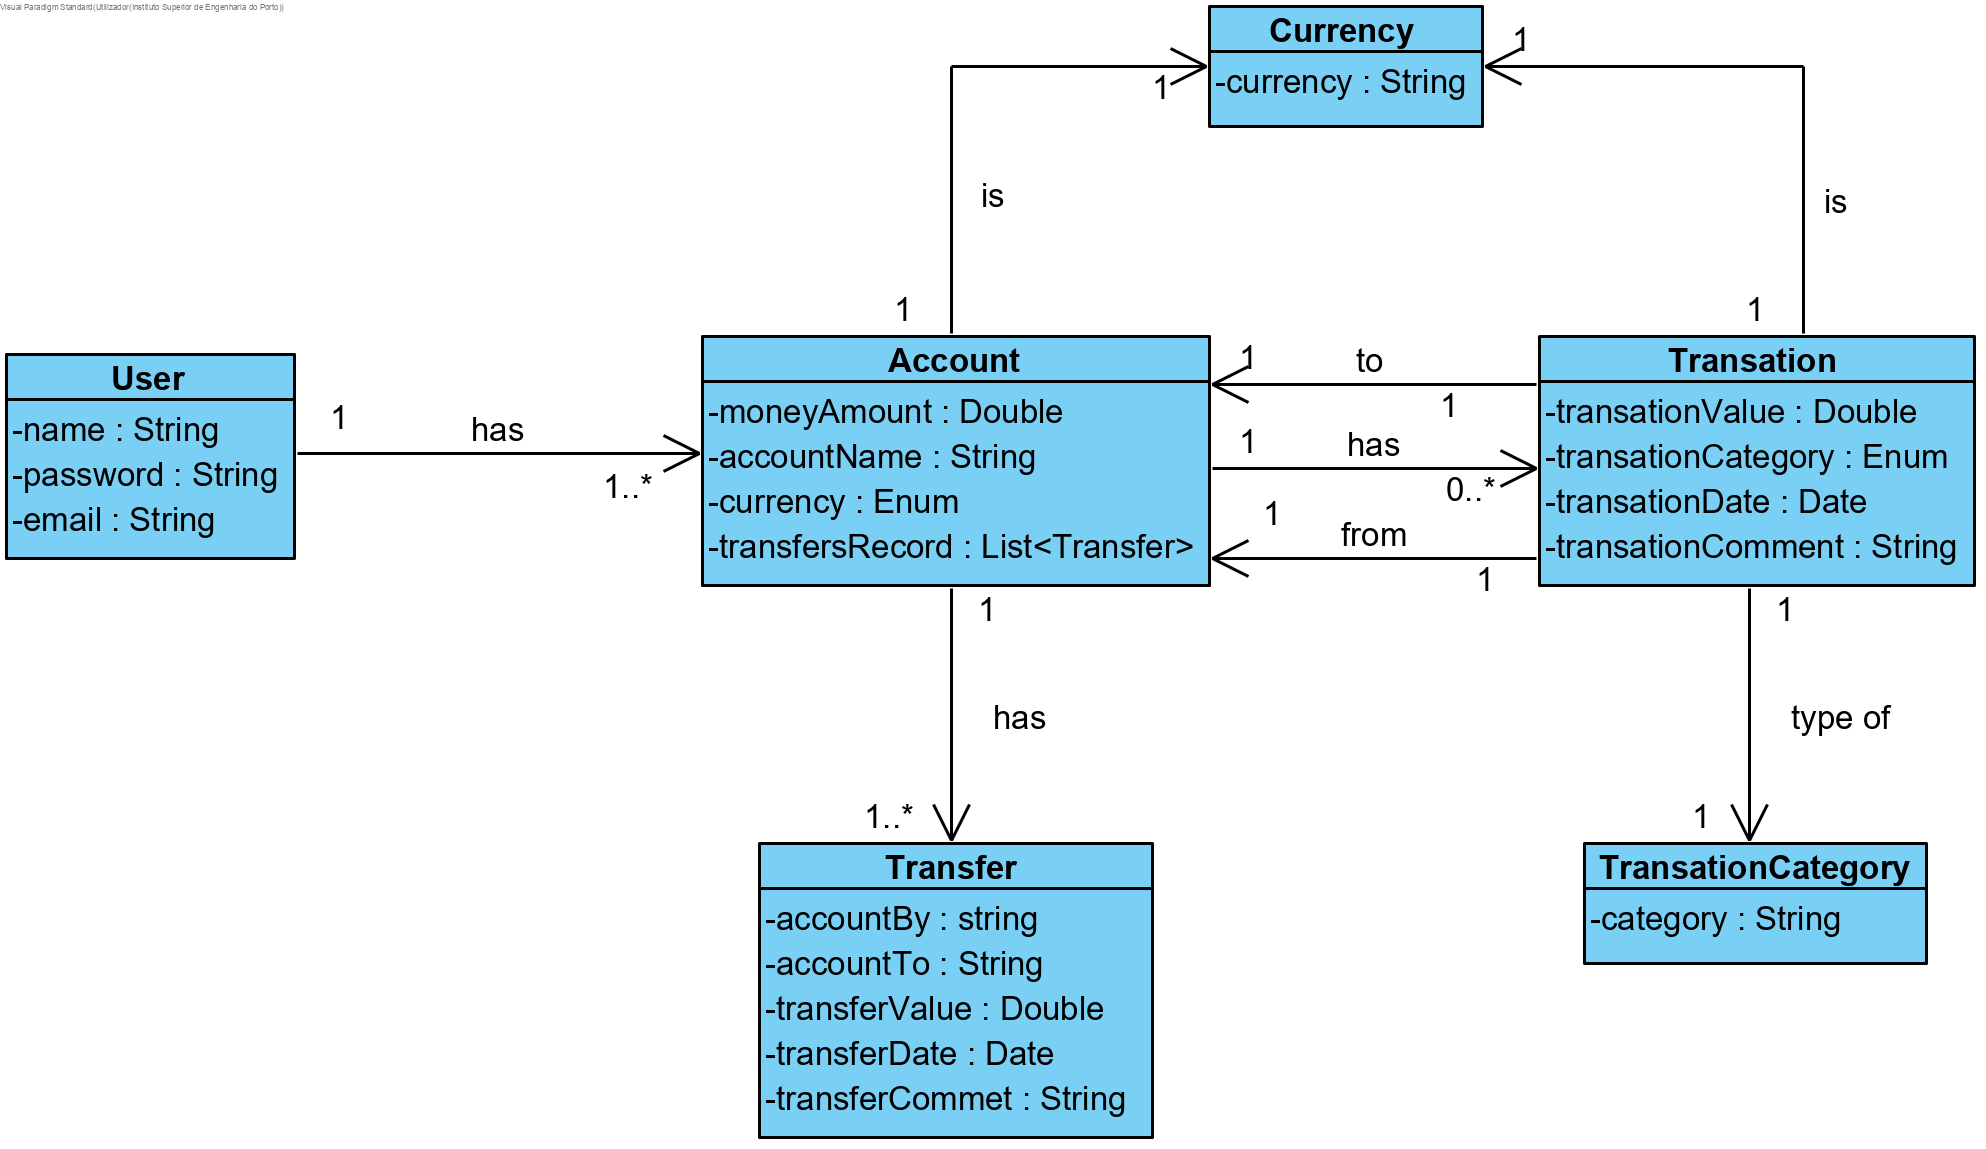 Visual Paradigm Standard(Utilizador(Instituto Superior de Engenharia do Porto))
Currency
-currency : String
1
1
is
is
1
1
User
-name : String
-password : String
-email : String
1
has
1..*
Account
-moneyAmount : Double
-accountName : String
-currency : Enum
-transfersRecord : List<Transfer>
1
to
1
1
has
0..*
1
from
1
Transation
-transationValue : Double
-transationCategory : Enum
-transationDate : Date
-transationComment : String
1
has
1..*
1
type of
1
Transfer
-accountBy : string
-accountTo : String
-transferValue : Double
-transferDate : Date
-transferCommet : String
TransationCategory
-category : String